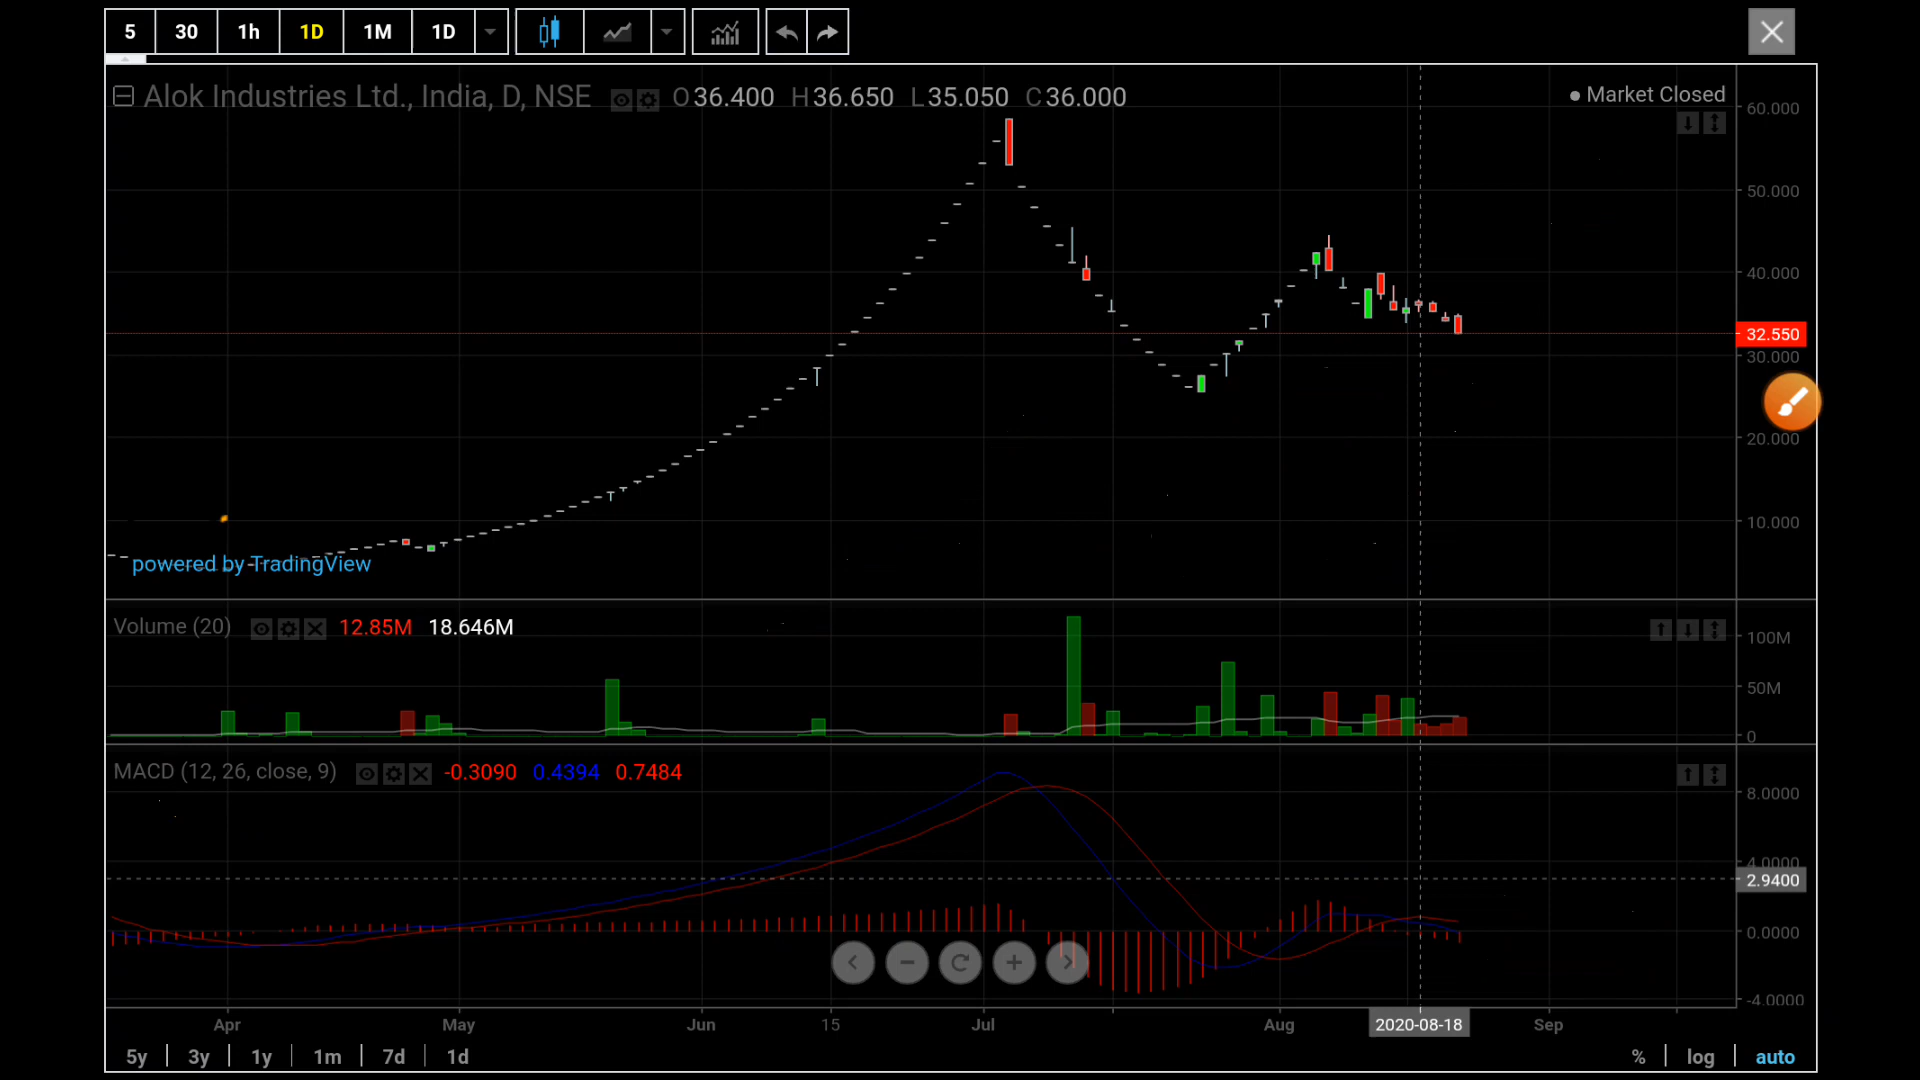 5 30 1h 1D 1M 1D
Alok Industries Ltd., India, D, NSE O36.400 H36.650 L35.050 C36.000
Market Closed
60.000
50.000
40.000
32.550
30.000
20.000
10.000
powered by TradingView
Volume (20) 12.85M 18.646M
100M
50M
0
MACD (12, 26, close, 9) -0.3090 0.4394 0.7484
8.0000
4.0000
2.9400
0.0000
-4.0000
Apr May Jun 15 Jul Aug 2020-08-18 Sep
5y 3y 1y 1m 7d 1d % log auto